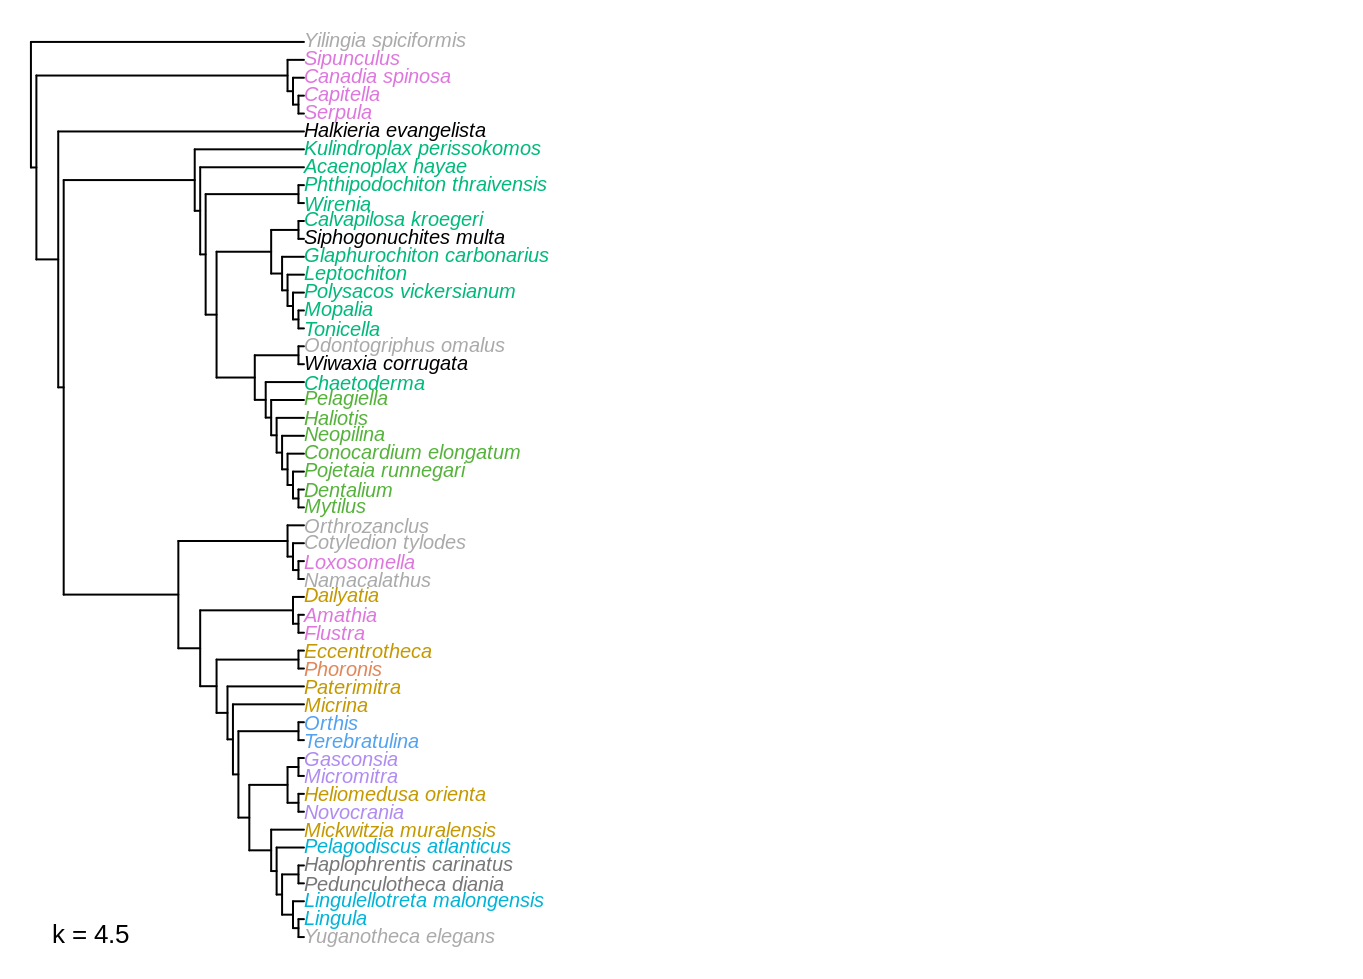 Yilingia spiciformis
Sipunculus
Canadia spinosa
Capitella
Serpula
Halkieria evangelista
Kulindroplax perissokomos
Acaenoplax hayae
Phthipodochiton thraivensis
Wirenia
Calvapilosa kroegeri
Siphogonuchites multa
Glaphurochiton carbonarius
Leptochiton
Polysacos vickersianum
Mopalia
Tonicella
Odontogriphus omalus
Wiwaxia corrugata
Chaetoderma
Pelagiella
Haliotis
Neopilina
Conocardium elongatum
Pojetaia runnegari
Dentalium
Mytilus
Orthrozanclus
Cotyledion tylodes
Loxosomella
Namacalathus
Dailyatia
Amathia
Flustra
Eccentrotheca
Phoronis
Paterimitra
Micrina
Orthis
Terebratulina
Gasconsia
Micromitra
Heliomedusa orienta
Novocrania
Mickwitzia muralensis
Pelagodiscus atlanticus
Haplophrentis carinatus
Pedunculotheca diania
Lingulellotreta malongensis
Lingula
Yuganotheca elegans
k = 4.5